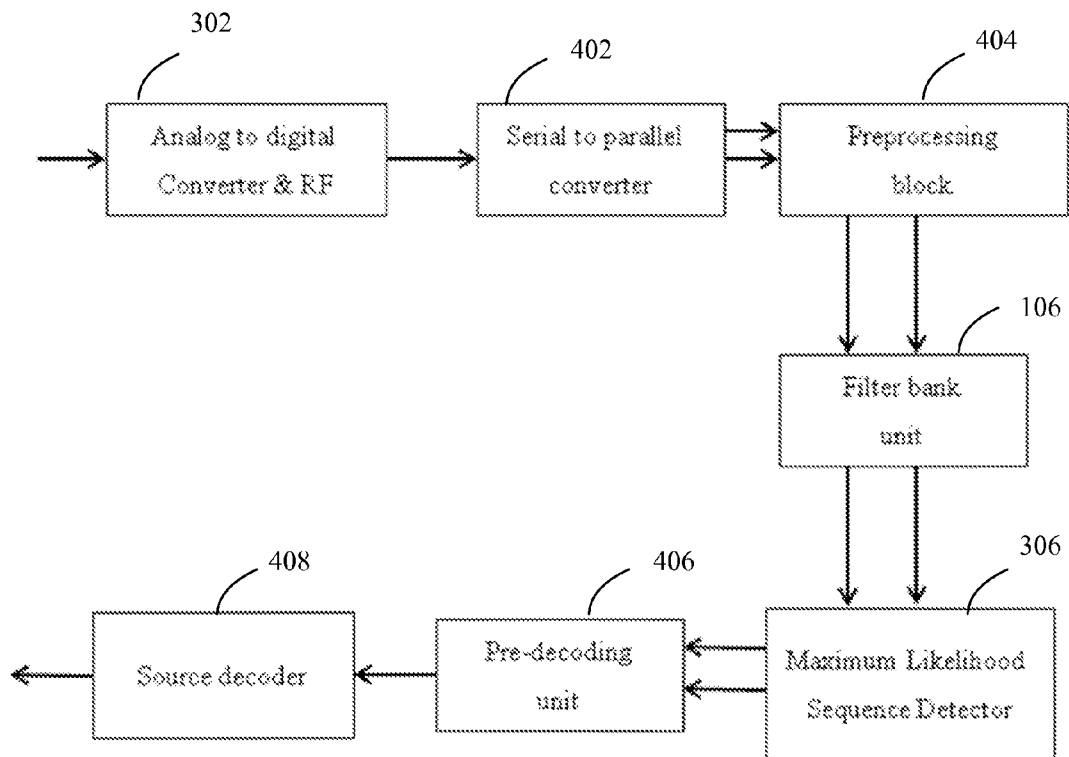 302
402
404
Analog to digital
Converter & RF
Serial to parallel
converter
Preprocessing
block
106
Filter bank
unit
408
406
306
Source decoder
Pre-decoding
unit
Maximum Likelihood
Sequence Detector